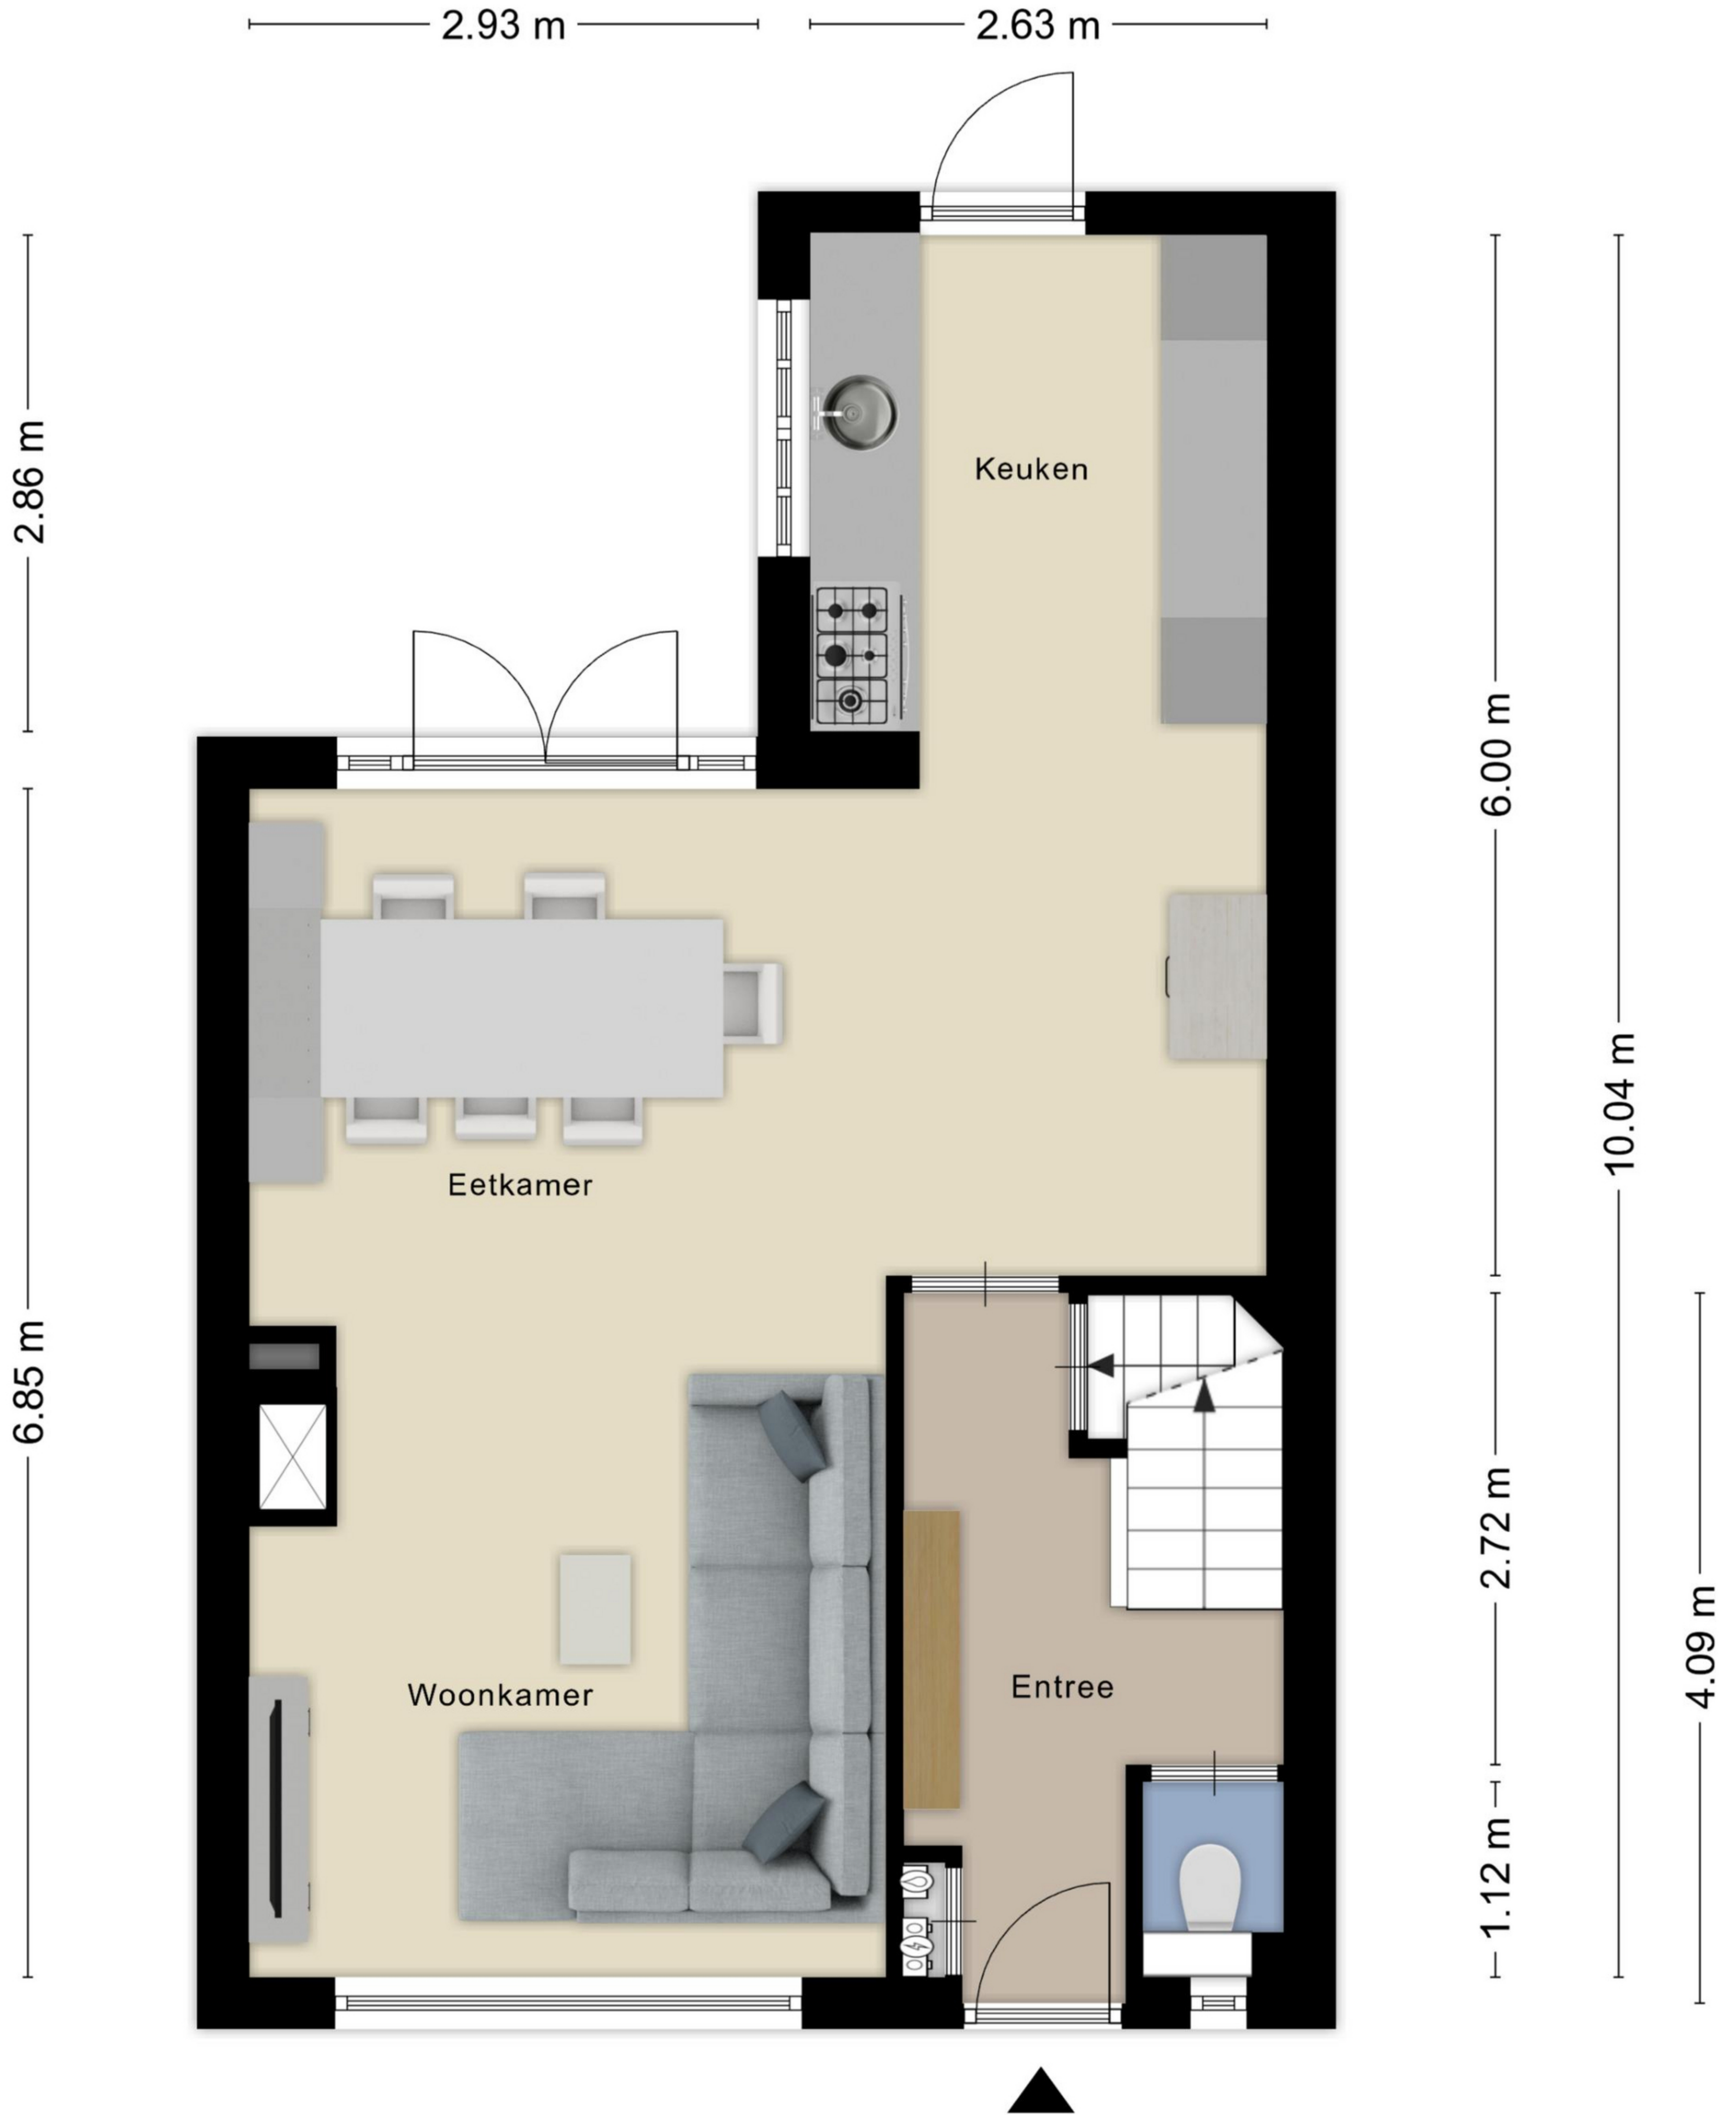 2.93 m
2.63 m
2.86 m
Keuken
6.00 m
10.04 m
Eetkamer
6.85 m
2.72 m
4.09 m
Woonkamer
Entree
1.12 m